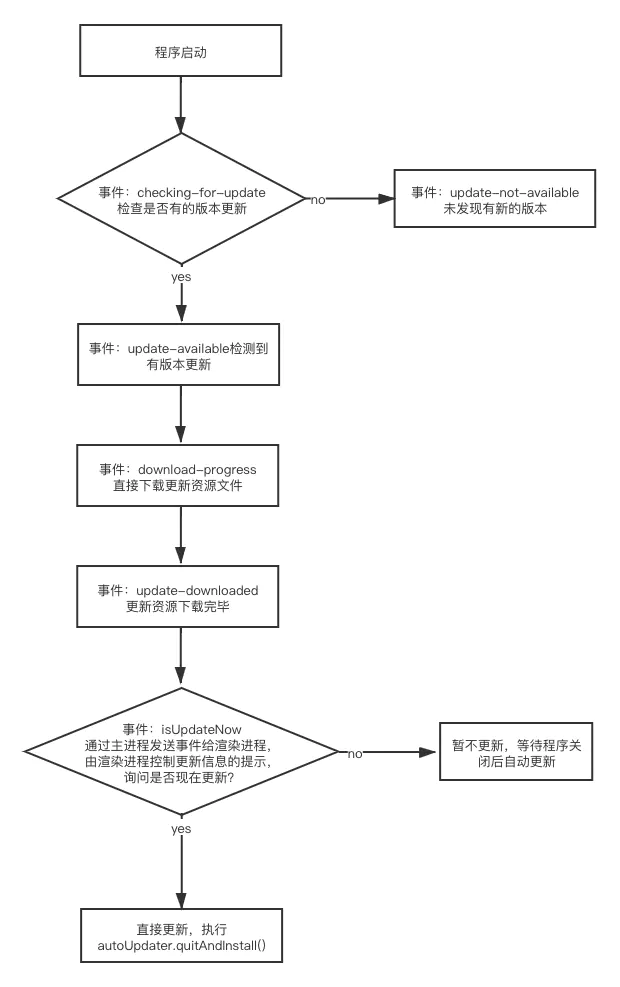 程序启动
事件：checking-for-update
检查是否有的版本更新
no
事件：update-not-available
未发现有新的版本
yes
事件：update-available检测到
有版本更新
事件：download-progress
直接下载更新资源文件
事件：update-downloaded
更新资源下载完毕
事件：isUpdateNow
通过主进程发送事件给渲染进程，
由渲染进程控制更新信息的提示，
询问是否现在更新？
no
暂不更新，等待程序关
闭后自动更新
yes
直接更新，执行
autoUpdater.quitAndInstall()